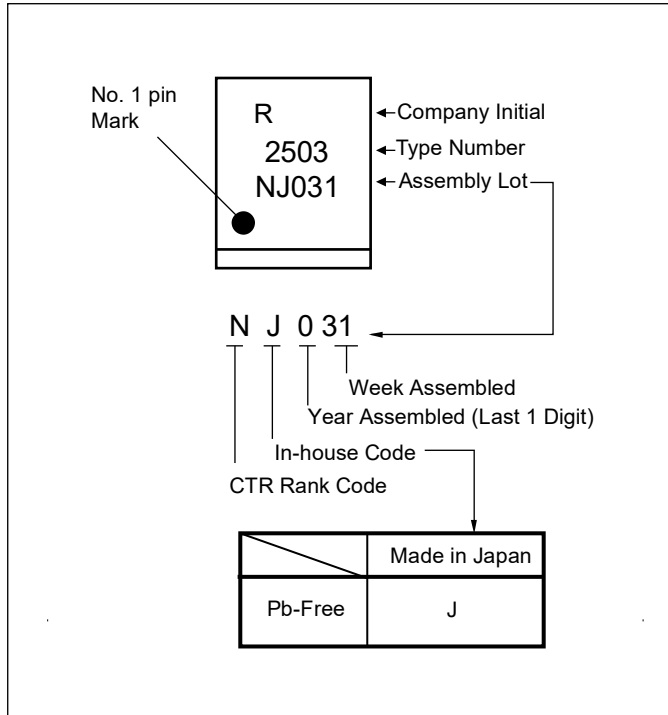 No. 1 pin
Mark
R
2503
NJ031
Company Initial
Type Number
Assembly Lot
N J 0 31
Week Assembled
Year Assembled (Last 1 Digit)
In-house Code
CTR Rank Code
Made in Japan
Pb-Free J